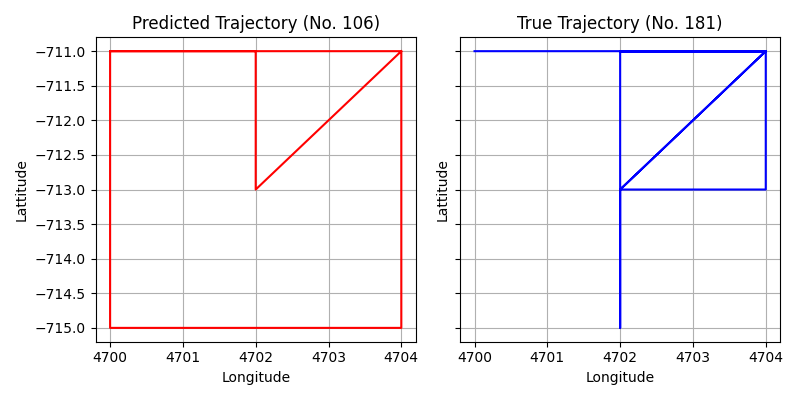 Predicted Trajectory (No. 106)
True Trajectory (No. 181)
−711.0
−711.5
−712.0
−712.5
−713.0
−713.5
−714.0
−714.5
−715.0
Lattitude
Lattitude
4700 4701 4702 4703 4704
4700 4701 4702 4703 4704
Longitude
Longitude